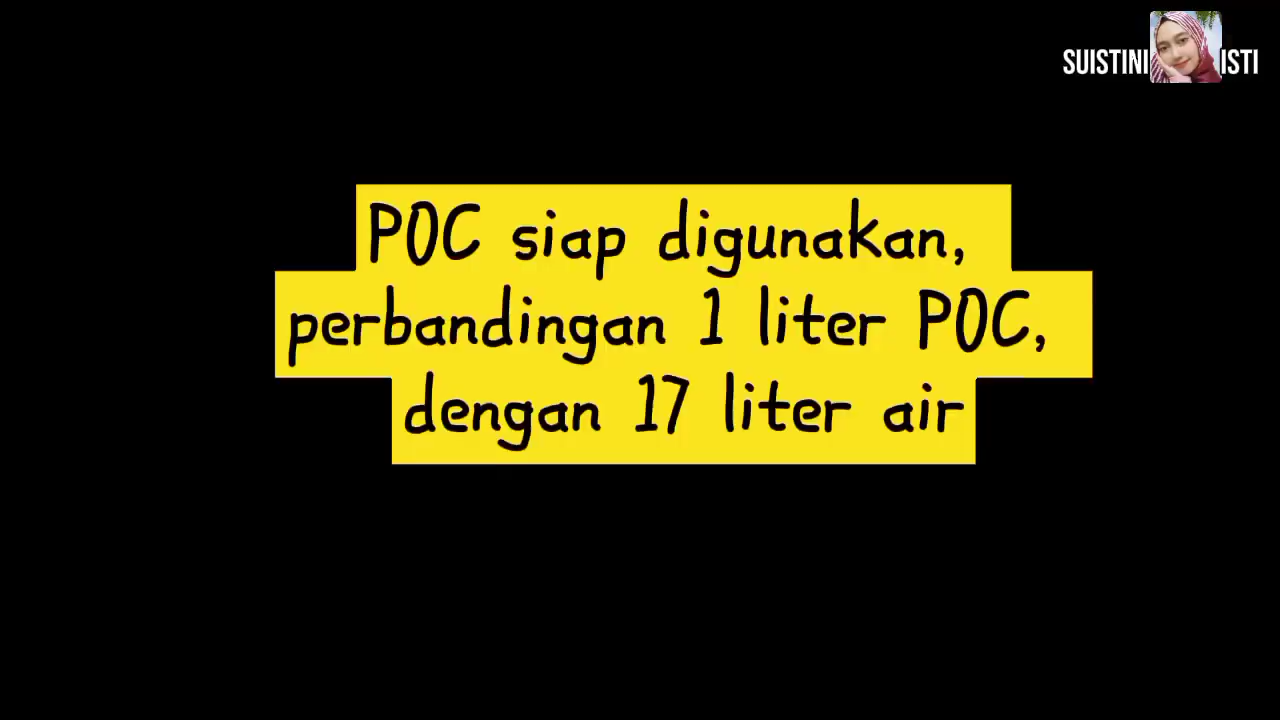 SUISTINI ISTI
POC siap digunakan,
perbandingan 1 liter POC,
dengan 17 liter air